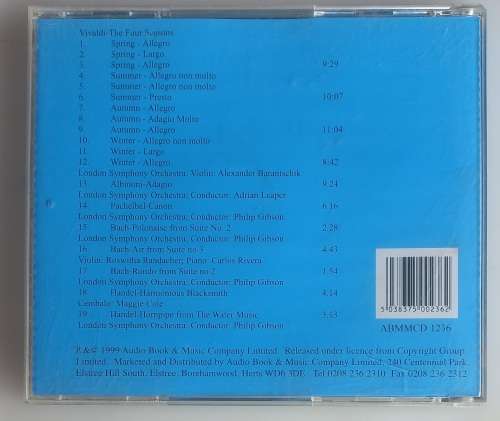 Vivaldi-The Four Seasons
1. Spring - Allegro
2. Spring - Largo
3. Spring - Allegro 9:29
4. Summer - Allegro non molto
5. Summer - Allegro non molto
6. Summer - Presto 10:07
7. Autumn - Allegro
8. Autumn - Adagio Molto
9. Autumn - Allegro 11:04
10. Winter - Allegro non molto
11. Winter - Largo
12. Winter - Allegro 8:42
London Symphony Orchestra; Violin: Alexander Barantschik
13. Albinoni-Adagio 9:24
London Symphony Orchestra; Conductor: Adrian Leaper
14. Pachelbel-Canon 6:16
London Symphony Orchestra; Conductor: Philip Gibson
15. Bach-Polonaise from Suite No. 2 2:28
London Symphony Orchestra; Conductor: Philip Gibson
16. Bach-Air from Suite no 3 4:43
Violin: Roswitha Randacher; Piano: Carlos Rivera
17. Bach-Rondo from Suite no 2 1:54
London Symphony Orchestra; Conductor: Philip Gibson
18. Handel-Harmonious Blacksmith 4:14
Cembalo: Maggie Cole
19. Handel-Hornpipe from The Water Music 3:43
London Symphony Orchestra; Conductor: Philip Gibson
5 038375 002362
ABMMCD 1236
P.&© 1999 Audio Book & Music Company Limited. Released under licence from Copyright Group
Limited. Marketed and Distributed by Audio Book & Music Company Limited, 240 Centennial Park,
Elstree Hill South, Elstree, Borehamwood, Herts WD6 3DE Tel 0208 236 2310 Fax 0208 236 2312